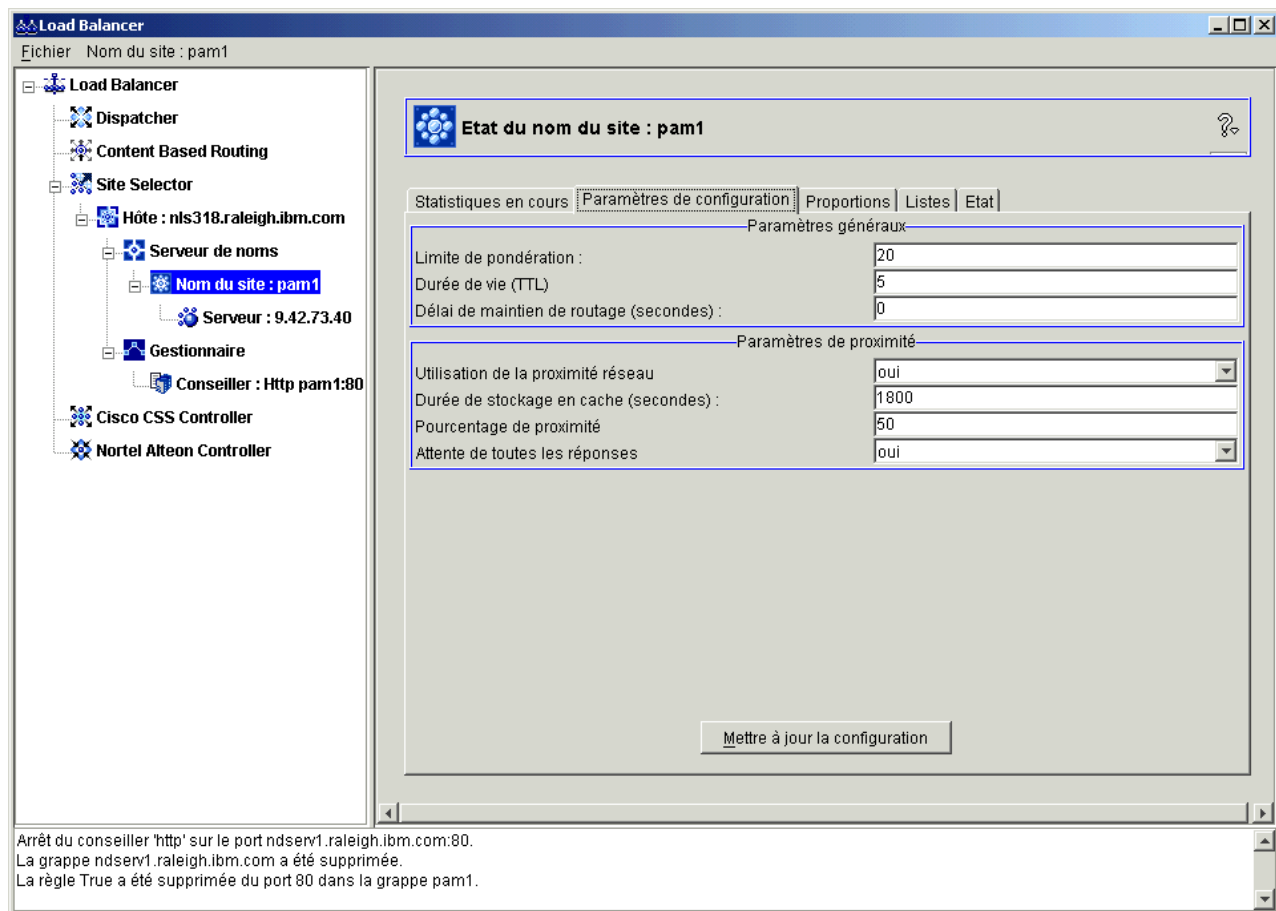 Load Balancer
Fichier Nom du site : pam1
Load Balancer
Dispatcher
Content Based Routing
Site Selector
Hôte : nls318.raleigh.ibm.com
Serveur de noms
Nom du site : pam1
Serveur : 9.42.73.40
Gestionnaire
Conseiller : Http pam1:80
Cisco CSS Controller
Nortel Alteon Controller
Etat du nom du site : pam1
Statistiques en cours Paramètres de configuration Proportions Listes Etat
Paramètres généraux
Limite de pondération : 20
Durée de vie (TTL) 5
Délai de maintien de routage (secondes) : 0
Paramètres de proximité
Utilisation de la proximité réseau oui
Durée de stockage en cache (secondes) : 1800
Pourcentage de proximité 50
Attente de toutes les réponses oui
Mettre à jour la configuration
Arrêt du conseiller 'http' sur le port ndserv1.raleigh.ibm.com:80.
La grappe ndserv1.raleigh.ibm.com a été supprimée.
La règle True a été supprimée du port 80 dans la grappe pam1.